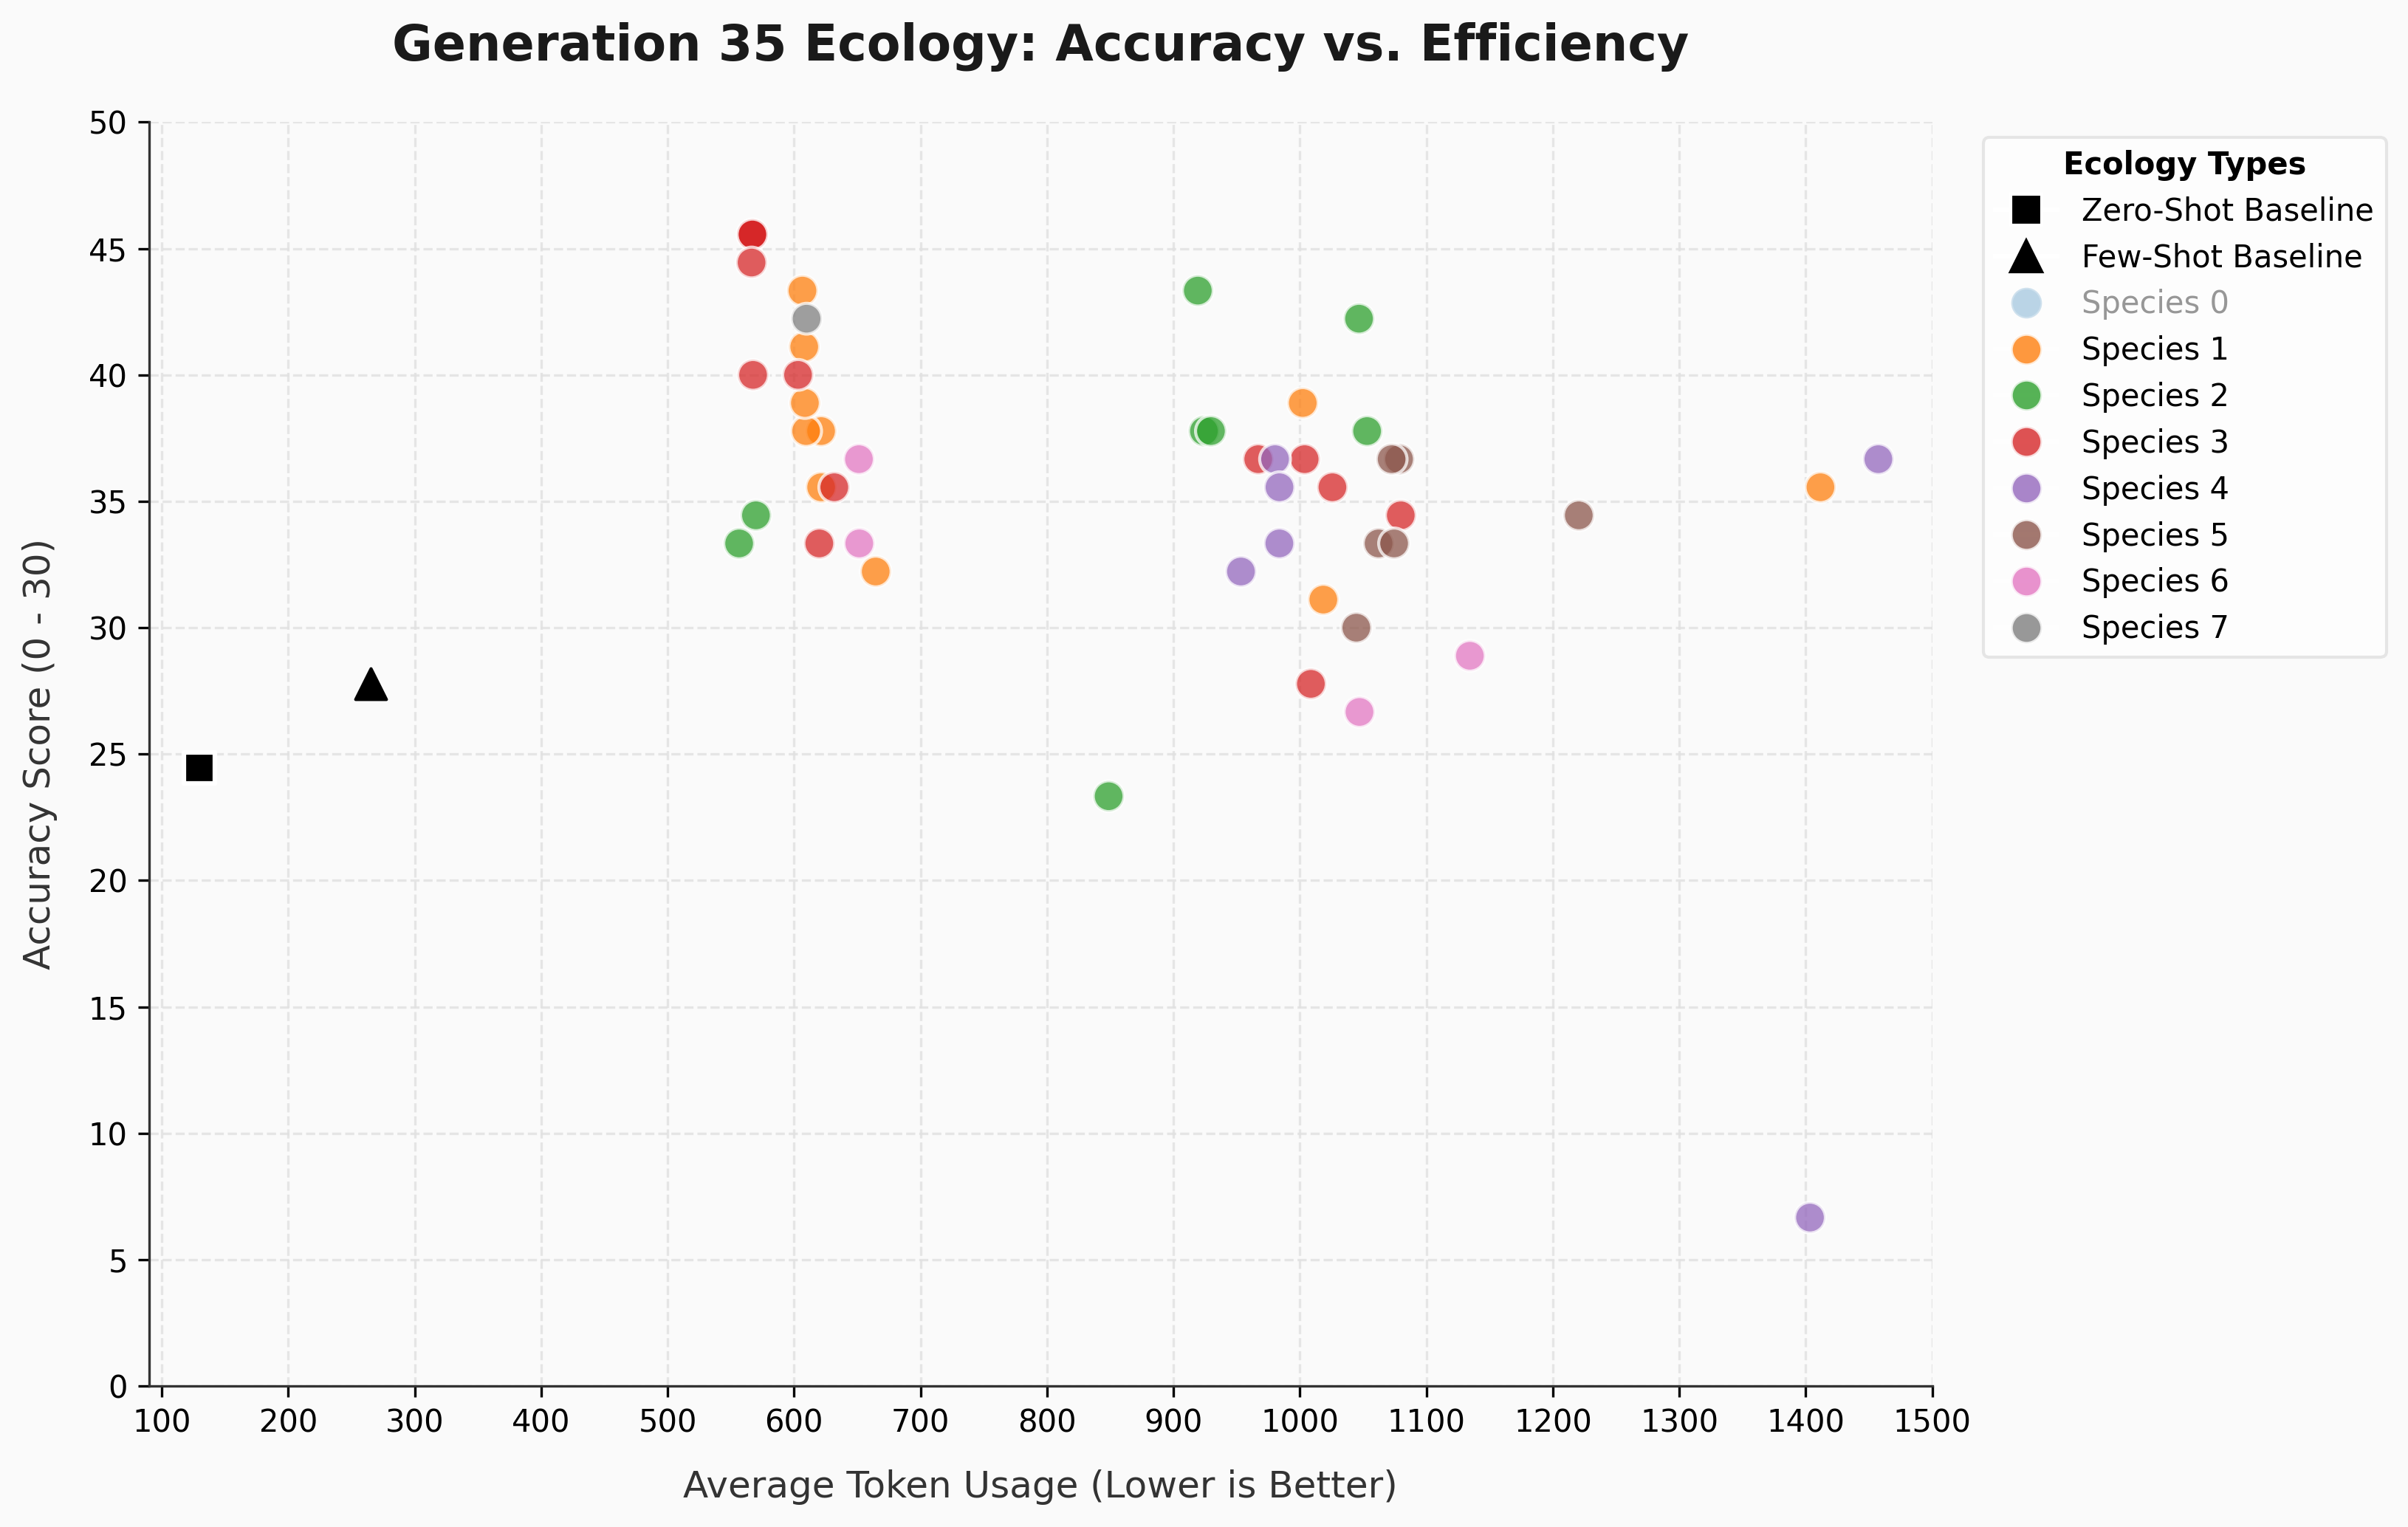 Generation 35 Ecology: Accuracy vs. Efficiency
Accuracy Score (0 - 30)
50
45
40
35
30
25
20
15
10
5
0
100 200 300 400 500 600 700 800 900 1000 1100 1200 1300 1400 1500
Average Token Usage (Lower is Better)
Ecology Types
Zero-Shot Baseline
Few-Shot Baseline
Species 0
Species 1
Species 2
Species 3
Species 4
Species 5
Species 6
Species 7